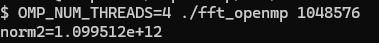 $ OMP_NUM_THREADS=4 ./fft_openmp 1048576
norm2=1.099512e+12